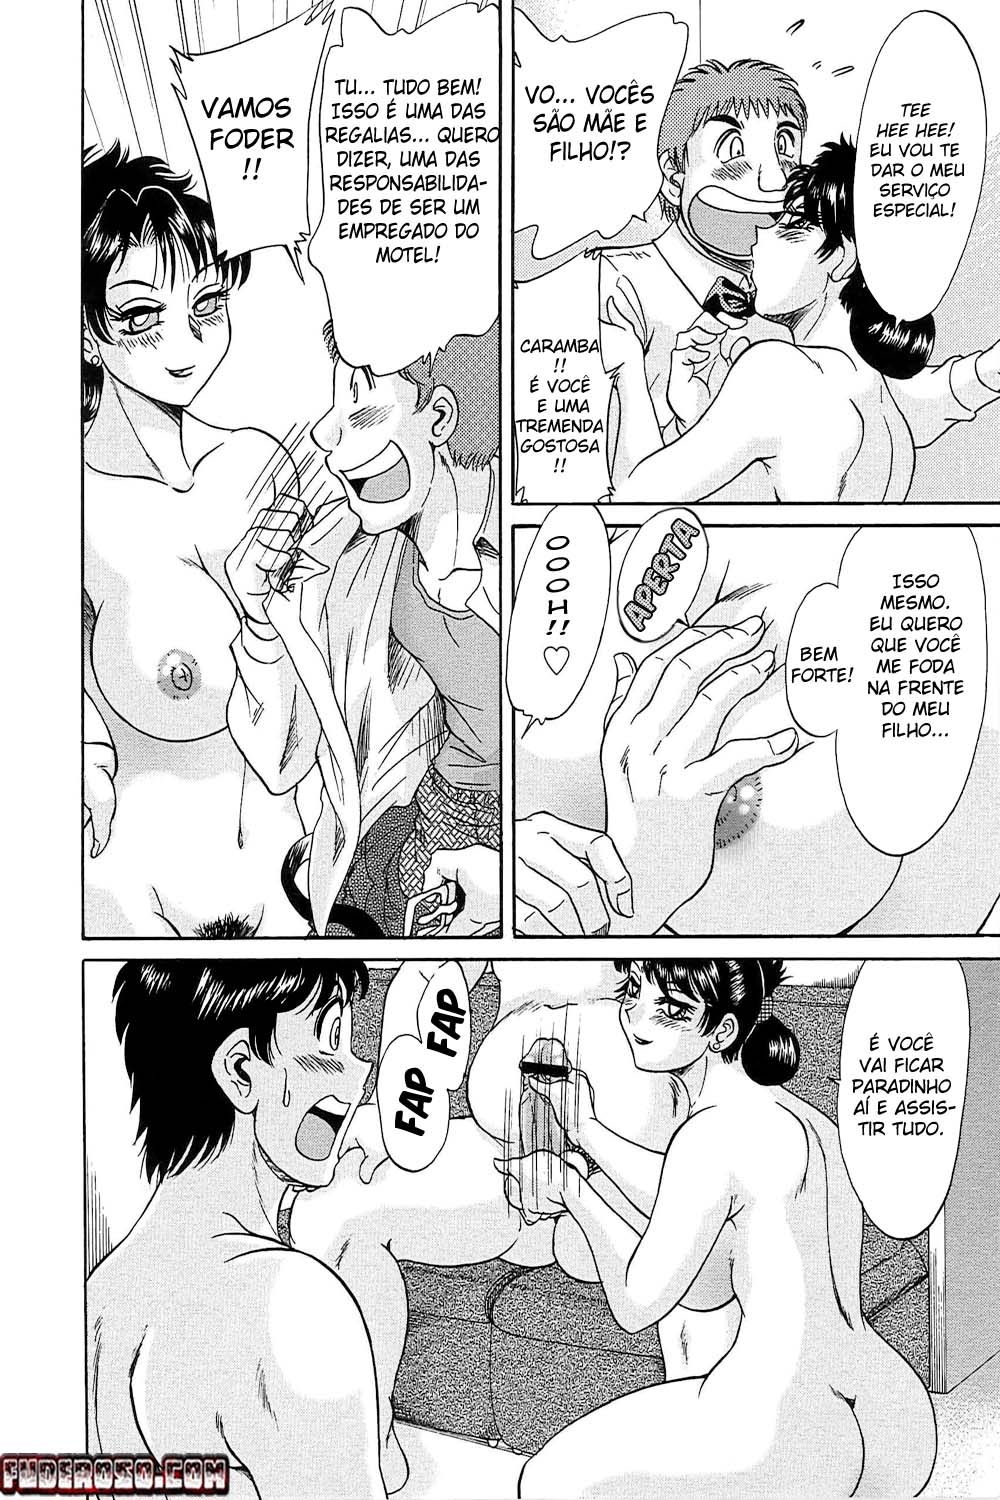 TEE
HEE HEE!
EU VOU TE
DAR O MEU
SERVIÇO
ESPECIAL!
VO... VOCÊS
SÃO MÃE E
FILHO!?
CARAMBA
!!
É VOCÊ
E UMA
TREMENDA
GOSTOSA
!!
ISSO
MESMO.
EU QUERO
QUE VOCÊ
ME FODA
NA FRENTE
DO MEU
FILHO...
BEM
FORTE!
APERTA
OOOH!! ♡
TU... TUDO BEM!
ISSO É UMA DAS
REGALIAS... QUERO
DIZER, UMA DAS
RESPONSABILIDA-
DES DE SER UM
EMPREGADO DO
MOTEL!
VAMOS
FODER
!!
É VOCÊ
VAI FICAR
PARADINHO
AÍ E ASSIS-
TIR TUDO.
FAP
FAP
FUDEROSO.COM